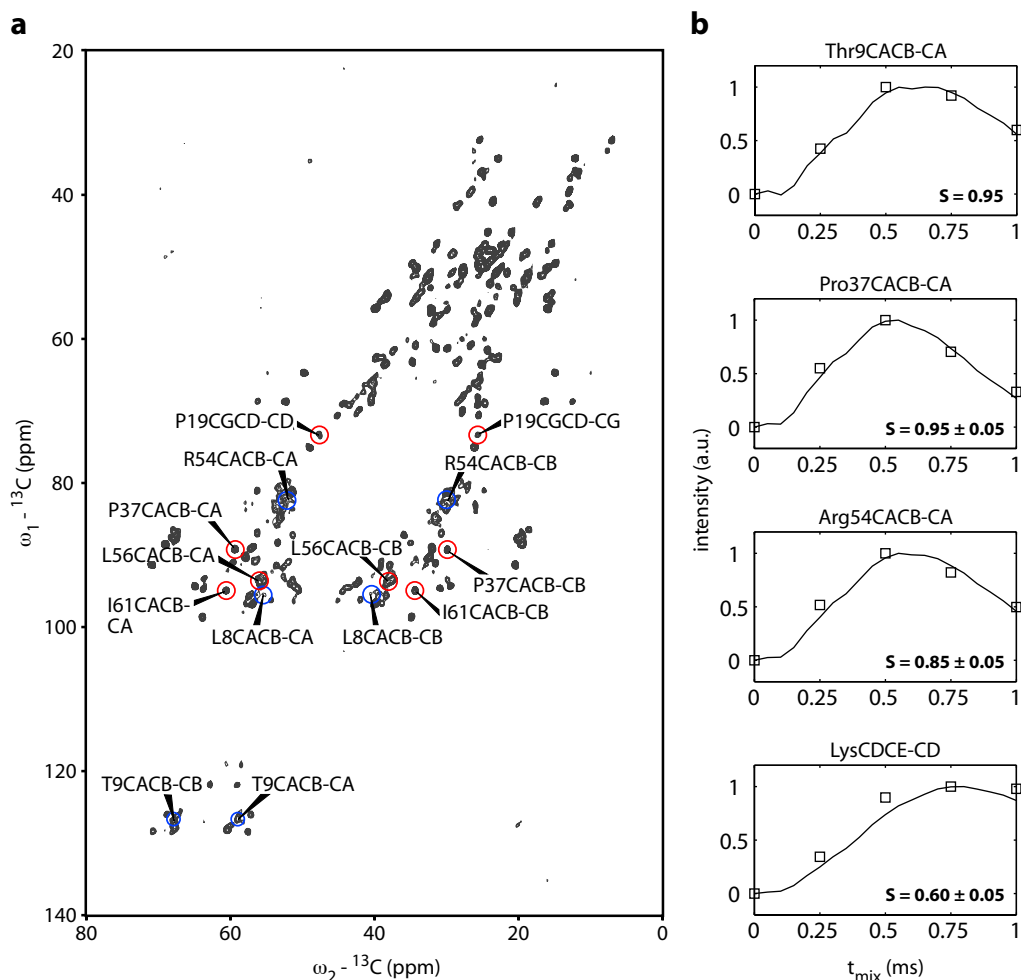 a
20
40
60
80
100
120
140
ω1 - 13C (ppm)
80
60
40
20
0
ω2 - 13C (ppm)
P19CGCD-CD
P19CGCD-CG
R54CACB-CA
R54CACB-CB
P37CACB-CA
L56CACB-CA
L56CACB-CB
P37CACB-CB
I61CACB-
CA
I61CACB-CB
L8CACB-CA
L8CACB-CB
T9CACB-CB
T9CACB-CA
b
intensity (a.u.)
Thr9CACB-CA
1
0.5
0
S = 0.95
0 0.25 0.5 0.75 1
Pro37CACB-CA
1
0.5
0
S = 0.95 ± 0.05
0 0.25 0.5 0.75 1
Arg54CACB-CA
1
0.5
0
S = 0.85 ± 0.05
0 0.25 0.5 0.75 1
LysCDCE-CD
1
0.5
0
S = 0.60 ± 0.05
0 0.25 0.5 0.75 1
tmix (ms)